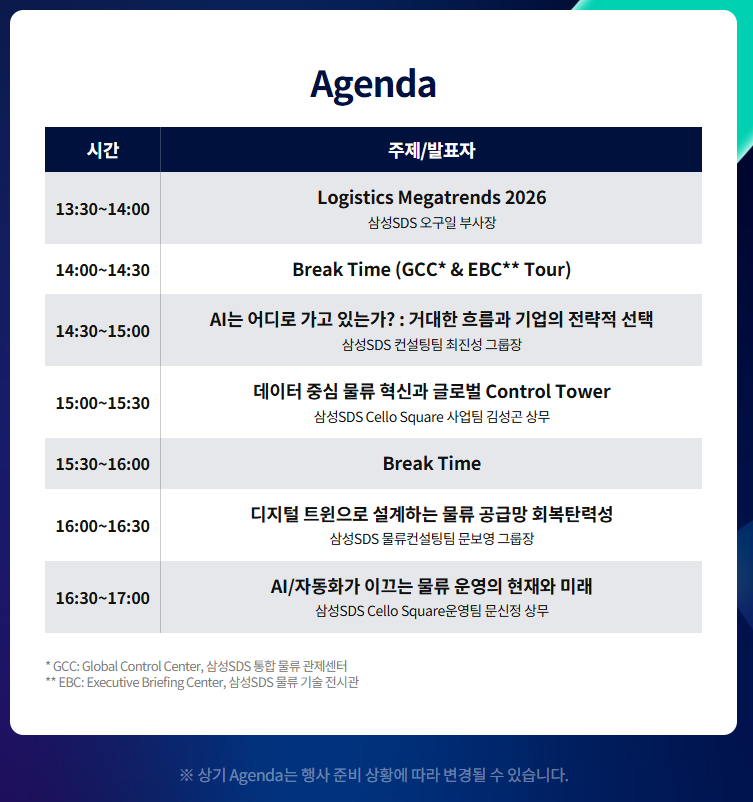 Agenda
시간 주제/발표자
13:30~14:00
Logistics Megatrends 2026
삼성SDS 오구일 부사장
14:00~14:30
Break Time (GCC* & EBC** Tour)
14:30~15:00
AI는 어디로 가고 있는가? : 거대한 흐름과 기업의 전략적 선택
삼성SDS 컨설팅팀 최진성 그룹장
15:00~15:30
데이터 중심 물류 혁신과 글로벌 Control Tower
삼성SDS Cello Square 사업팀 김성곤 상무
15:30~16:00
Break Time
16:00~16:30
디지털 트윈으로 설계하는 물류 공급망 회복탄력성
삼성SDS 물류컨설팅팀 문보영 그룹장
16:30~17:00
AI/자동화가 이끄는 물류 운영의 현재와 미래
삼성SDS Cello Square운영팀 문신정 상무
* GCC: Global Control Center, 삼성SDS 통합 물류 관제센터
** EBC: Executive Briefing Center, 삼성SDS 물류 기술 전시관
※ 상기 Agenda는 행사 준비 상황에 따라 변경될 수 있습니다.